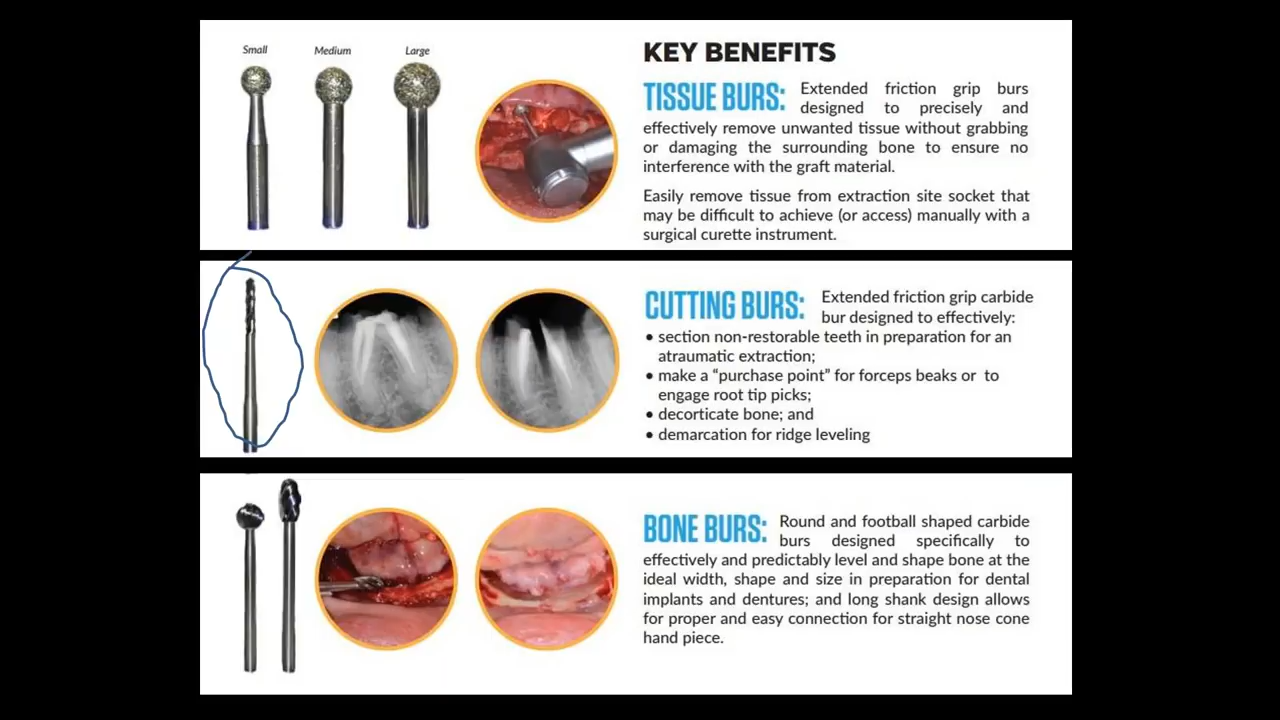 Small Medium Large
KEY BENEFITS
TISSUE BURS: Extended friction grip burs
designed to precisely and
effectively remove unwanted tissue without grabbing
or damaging the surrounding bone to ensure no
interference with the graft material.
Easily remove tissue from extraction site socket that
may be difficult to achieve (or access) manually with a
surgical curette instrument.
CUTTING BURS: Extended friction grip carbide
bur designed to effectively:
• section non-restorable teeth in preparation for an
atraumatic extraction;
• make a “purchase point” for forceps beaks or to
engage root tip picks;
• decorticate bone; and
• demarcation for ridge leveling
BONE BURS: Round and football shaped carbide
burs designed specifically to
effectively and predictably level and shape bone at the
ideal width, shape and size in preparation for dental
implants and dentures; and long shank design allows
for proper and easy connection for straight nose cone
hand piece.